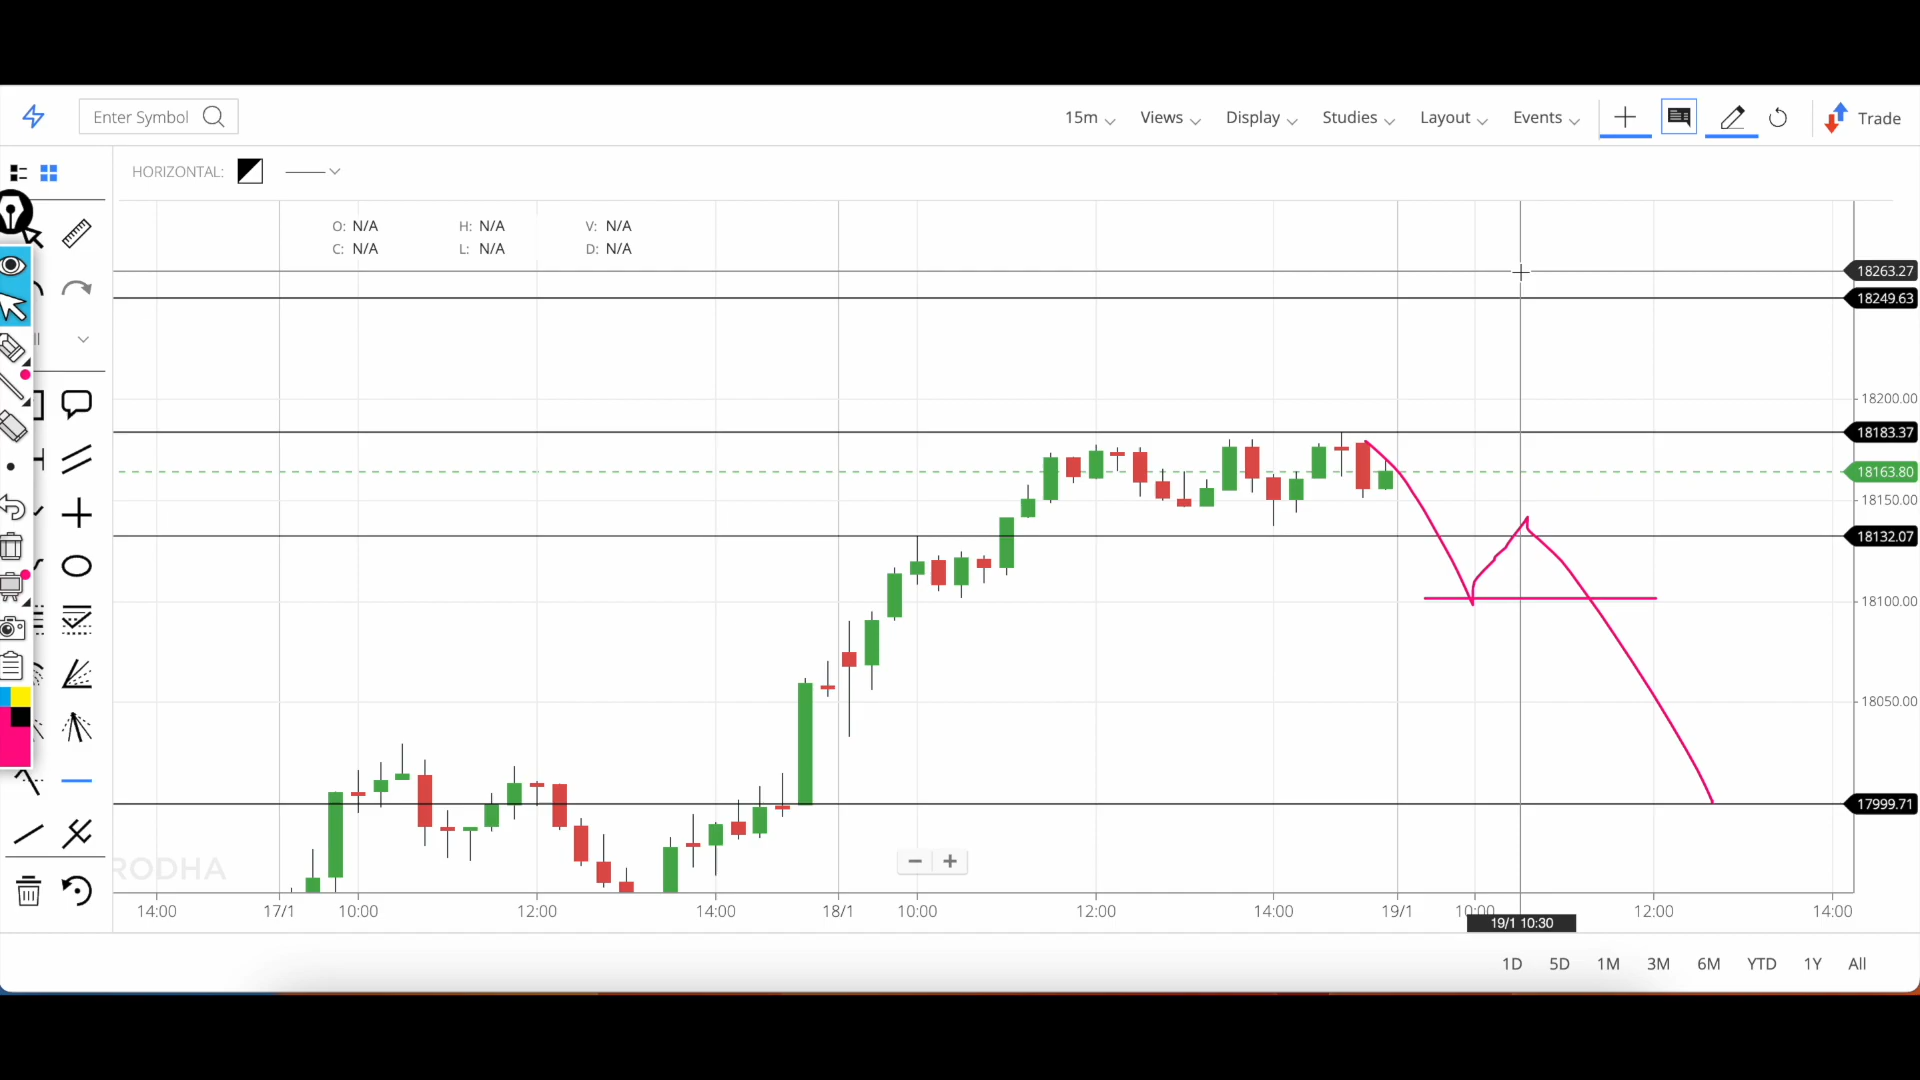 Enter Symbol
15m Views Display Studies Layout Events Trade
HORIZONTAL:
O: N/A H: N/A V: N/A
C: N/A L: N/A D: N/A
18263.27
18249.63
18200.00
18183.37
18163.80
18150.00
18132.07
18100.00
18050.00
17999.71
RODHA
14:00 17/1 10:00 12:00 14:00 18/1 10:00 12:00 14:00 19/1 10:00 12:00 14:00
19/1 10:30
1D 5D 1M 3M 6M YTD 1Y All